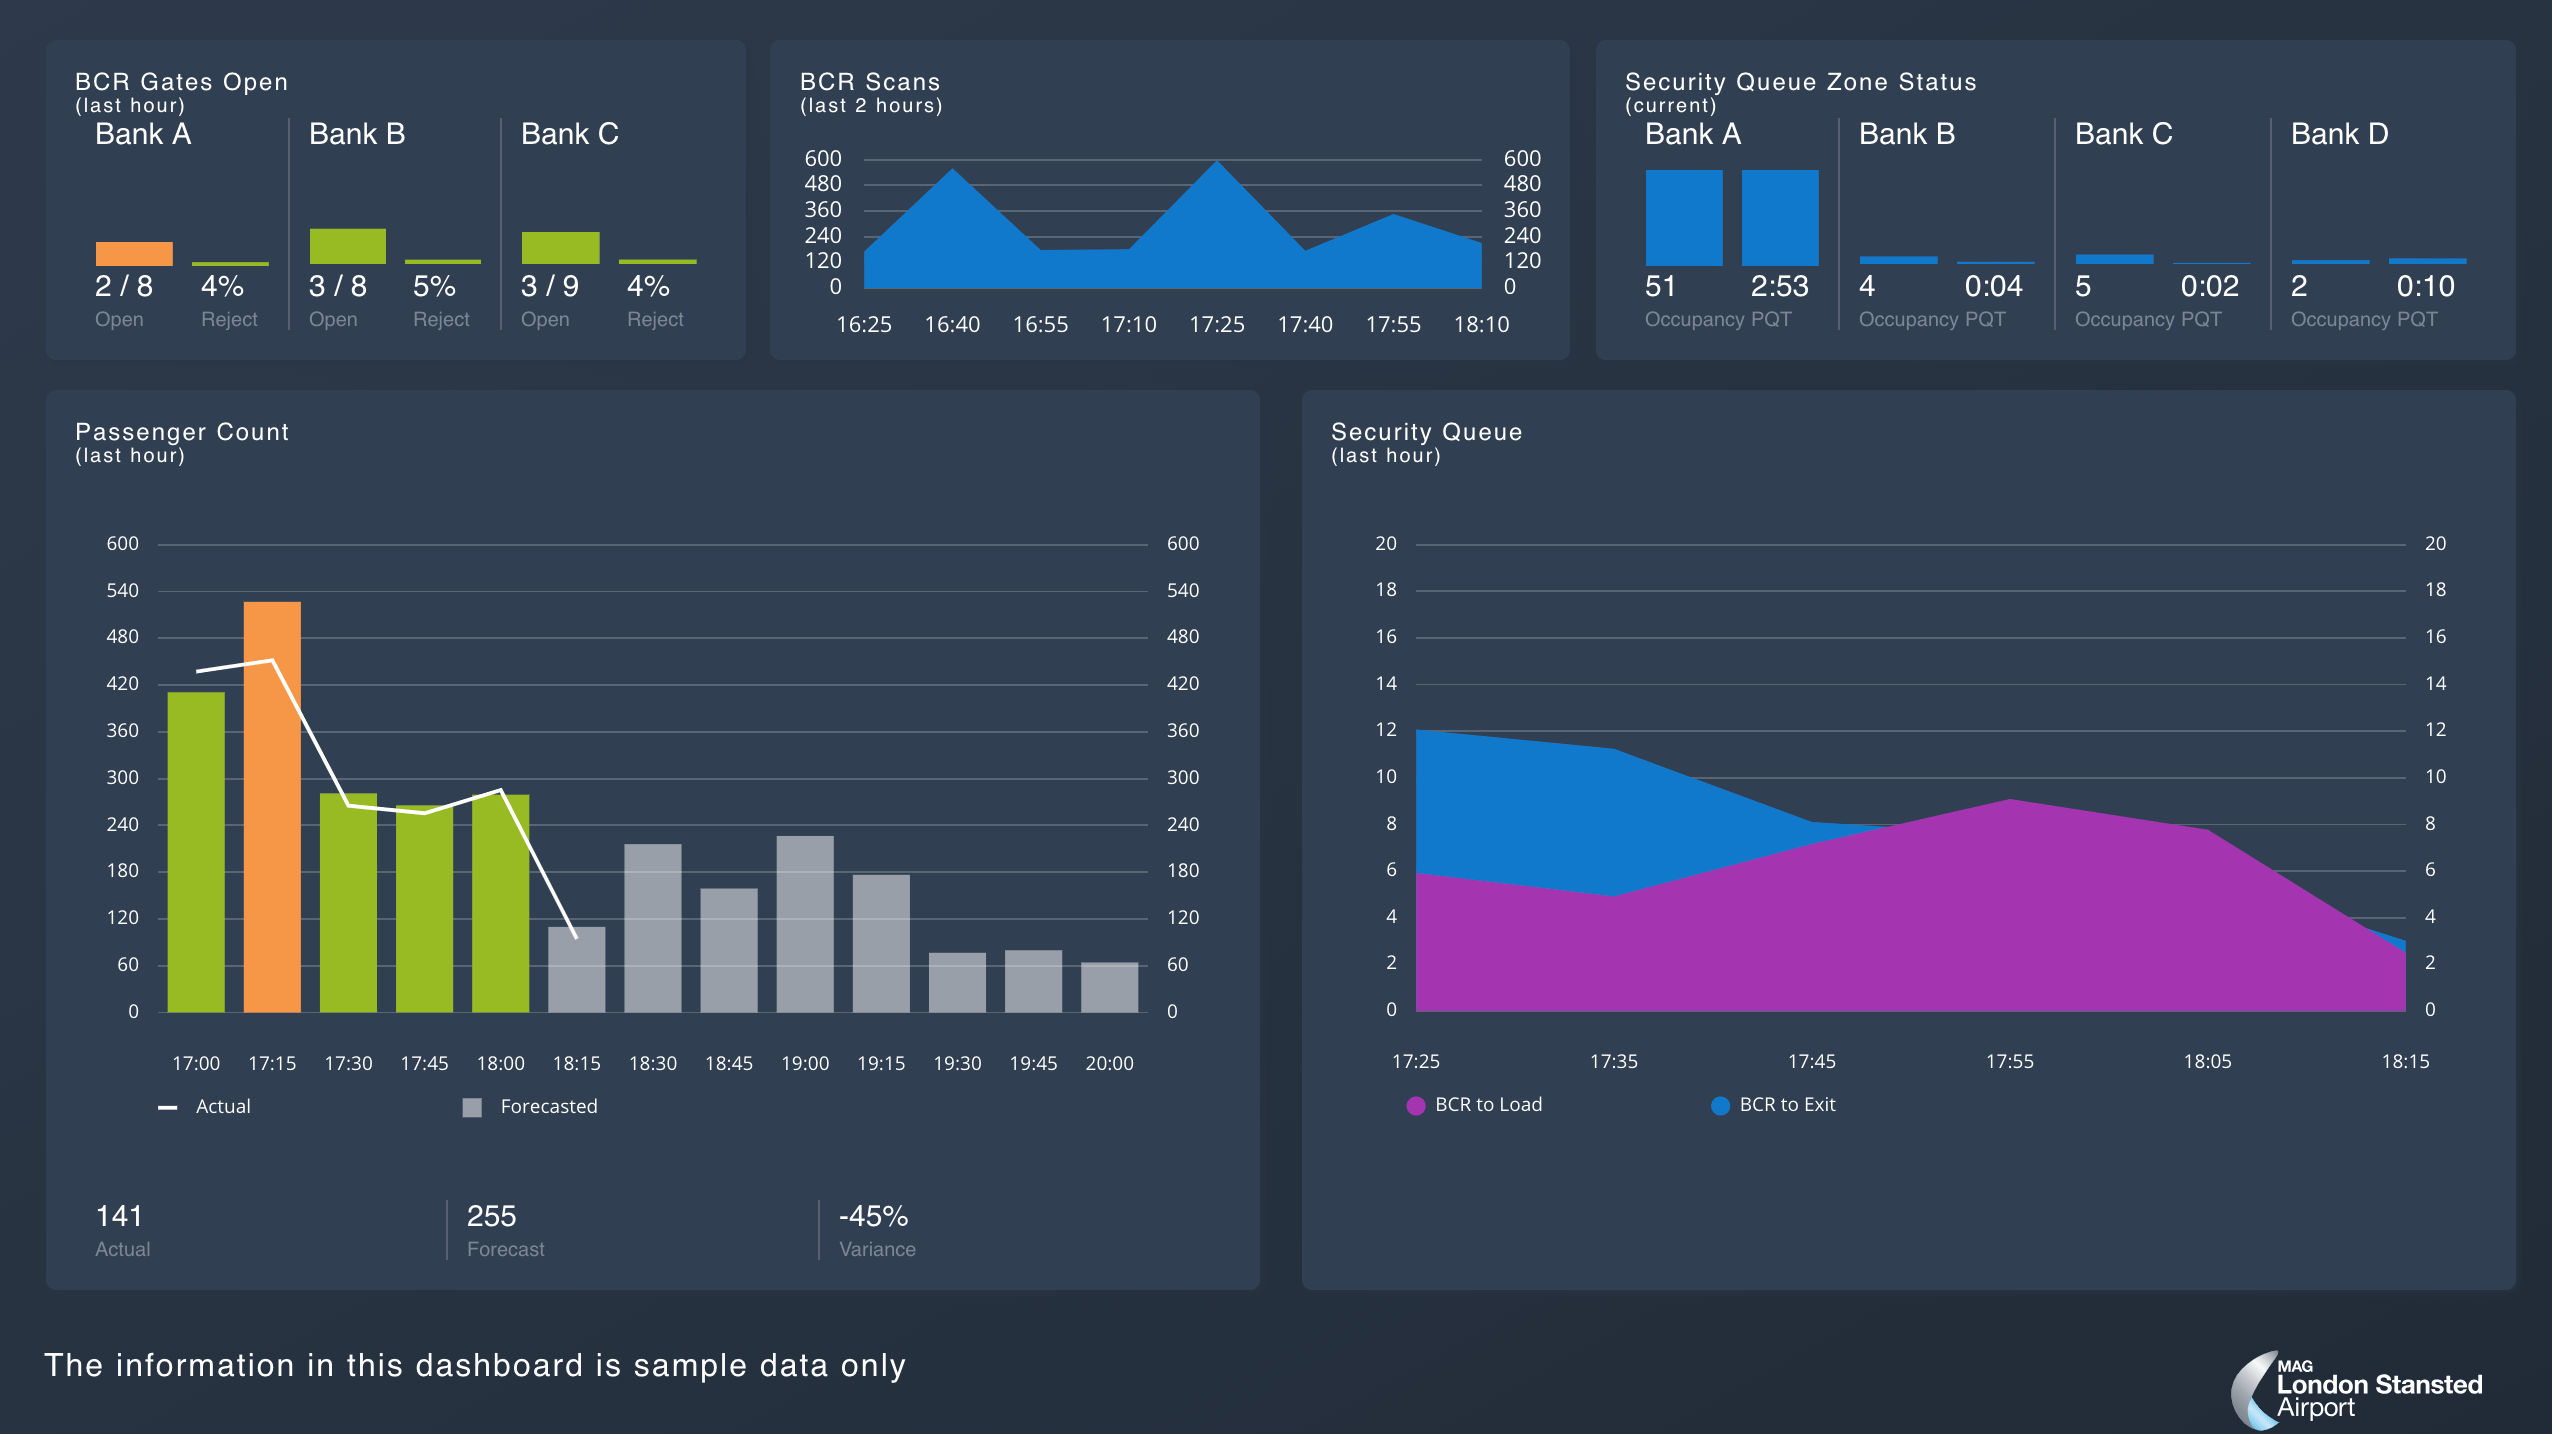 BCR Gates Open
(last hour)
Bank A
Bank B
Bank C
2 / 8
4%
3 / 8
5%
3 / 9
4%
Open
Reject
Open
Reject
Open
Reject
BCR Scans
(last 2 hours)
600
600
480
480
360
360
240
240
120
120
0
0
16:25 16:40 16:55 17:10 17:25 17:40 17:55 18:10
Security Queue Zone Status
(current)
Bank A
Bank B
Bank C
Bank D
51
2:53
4
0:04
5
0:02
2
0:10
Occupancy PQT
Occupancy PQT
Occupancy PQT
Occupancy PQT
Passenger Count
(last hour)
600
600
540
540
480
480
420
420
360
360
300
300
240
240
180
180
120
120
60
60
0
0
17:00 17:15 17:30 17:45 18:00 18:15 18:30 18:45 19:00 19:15 19:30 19:45 20:00
Actual
Forecasted
141
255
-45%
Actual
Forecast
Variance
Security Queue
(last hour)
20
20
18
18
16
16
14
14
12
12
10
10
8
8
6
6
4
4
2
2
0
0
17:25 17:35 17:45 17:55 18:05 18:15
BCR to Load
BCR to Exit
The information in this dashboard is sample data only
MAG
London Stansted
Airport